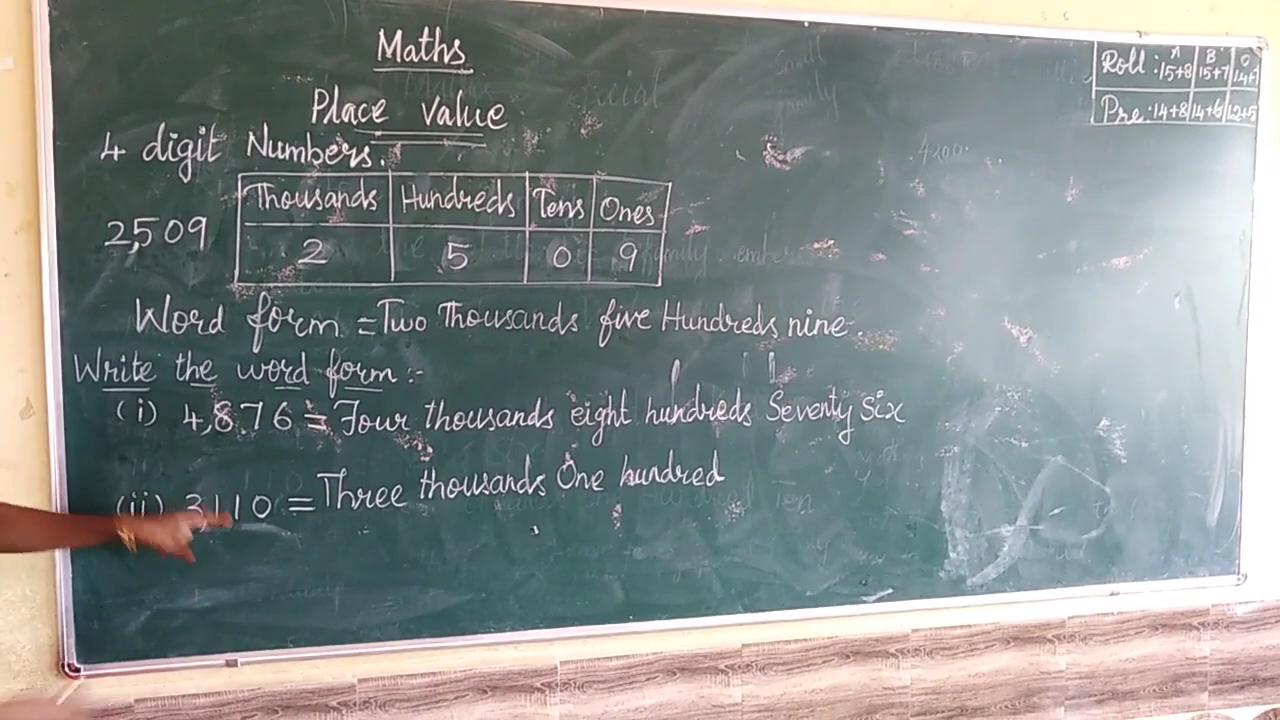 Maths
Place value
4 digit Numbers.
Thousands Hundreds Tens Ones
2,509 2 5 0 9
Word form = Two Thousands five Hundreds nine.
Write the word form :-
(i) 4,876 = Four thousands eight hundreds Seventy Six
(ii) 3110 = Three thousands One hundred
Roll : A 15+8 B 15+7
Pre : 14+8 14+6 12+5
4200